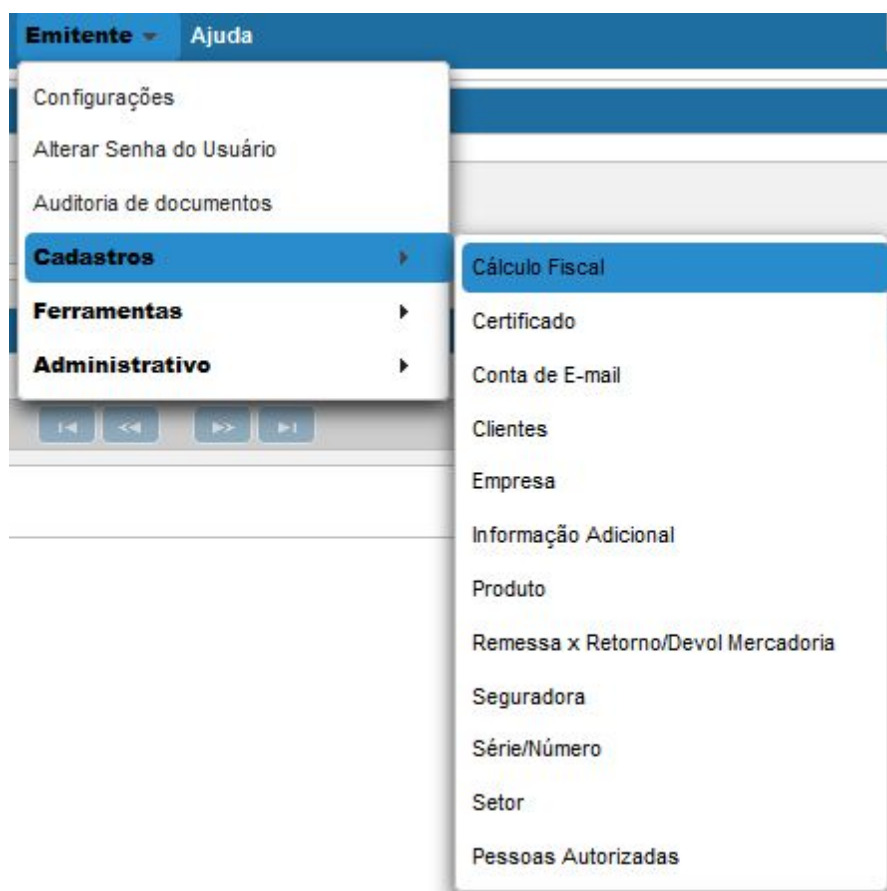 Emitente Ajuda
Configurações
Alterar Senha do Usuário
Auditoria de documentos
Cadastros
Ferramentas
Administrativo
Cálculo Fiscal
Certificado
Conta de E-mail
Clientes
Empresa
Informação Adicional
Produto
Remessa x Retorno/Devol Mercadoria
Seguradora
Série/Número
Setor
Pessoas Autorizadas